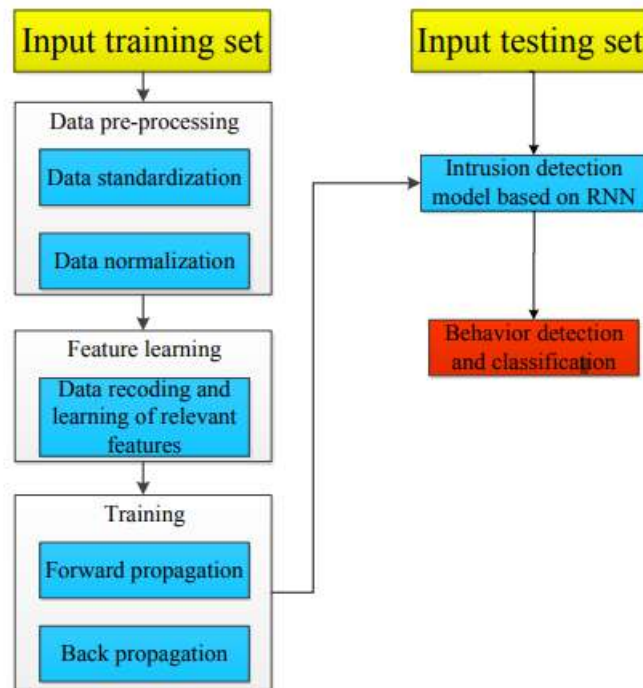 Input training set
Data pre-processing
Data standardization
Data normalization
Feature learning
Data recoding and
learning of relevant
features
Training
Forward propagation
Back propagation
Input testing set
Intrusion detection
model based on RNN
Behavior detection
and classification